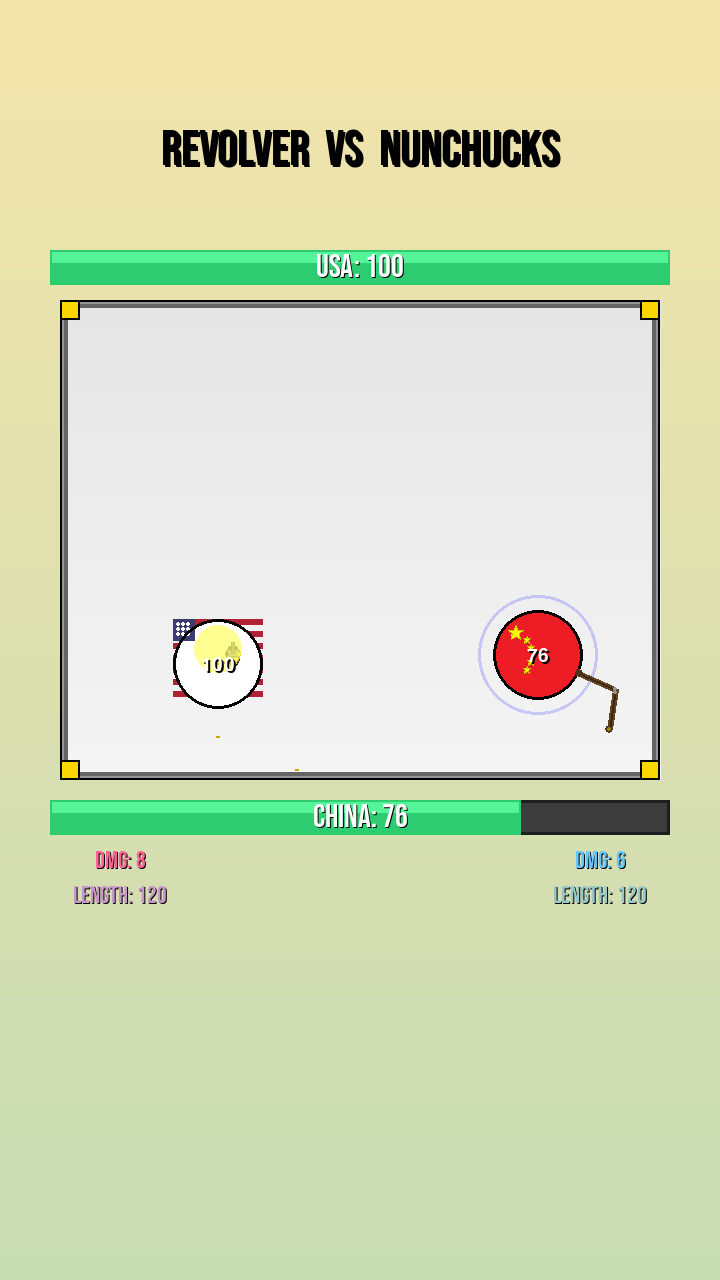 REVOLVER VS NUNCHUCKS
USA: 100
100
76
CHINA: 76
DMG: 8
DMG: 6
LENGTH: 120
LENGTH: 120